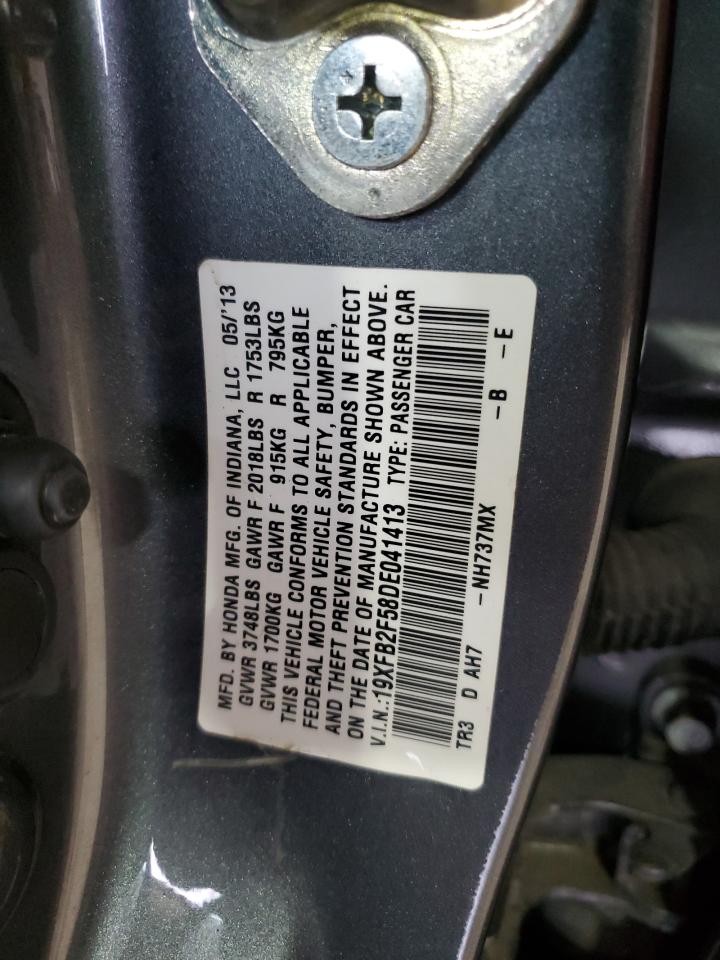 MFD. BY HONDA MFG. OF INDIANA, LLC 05/'13
GVWR 3748LBS GAWR F 2018LBS R 1753LBS
GVWR 1700KG GAWR F 915KG R 795KG
THIS VEHICLE CONFORMS TO ALL APPLICABLE
FEDERAL MOTOR VEHICLE SAFETY, BUMPER,
AND THEFT PREVENTION STANDARDS IN EFFECT
ON THE DATE OF MANUFACTURE SHOWN ABOVE.
V.I.N.:19XFB2F58DE041413 TYPE: PASSENGER CAR
TR3 D AH7 -NH737MX -B -E